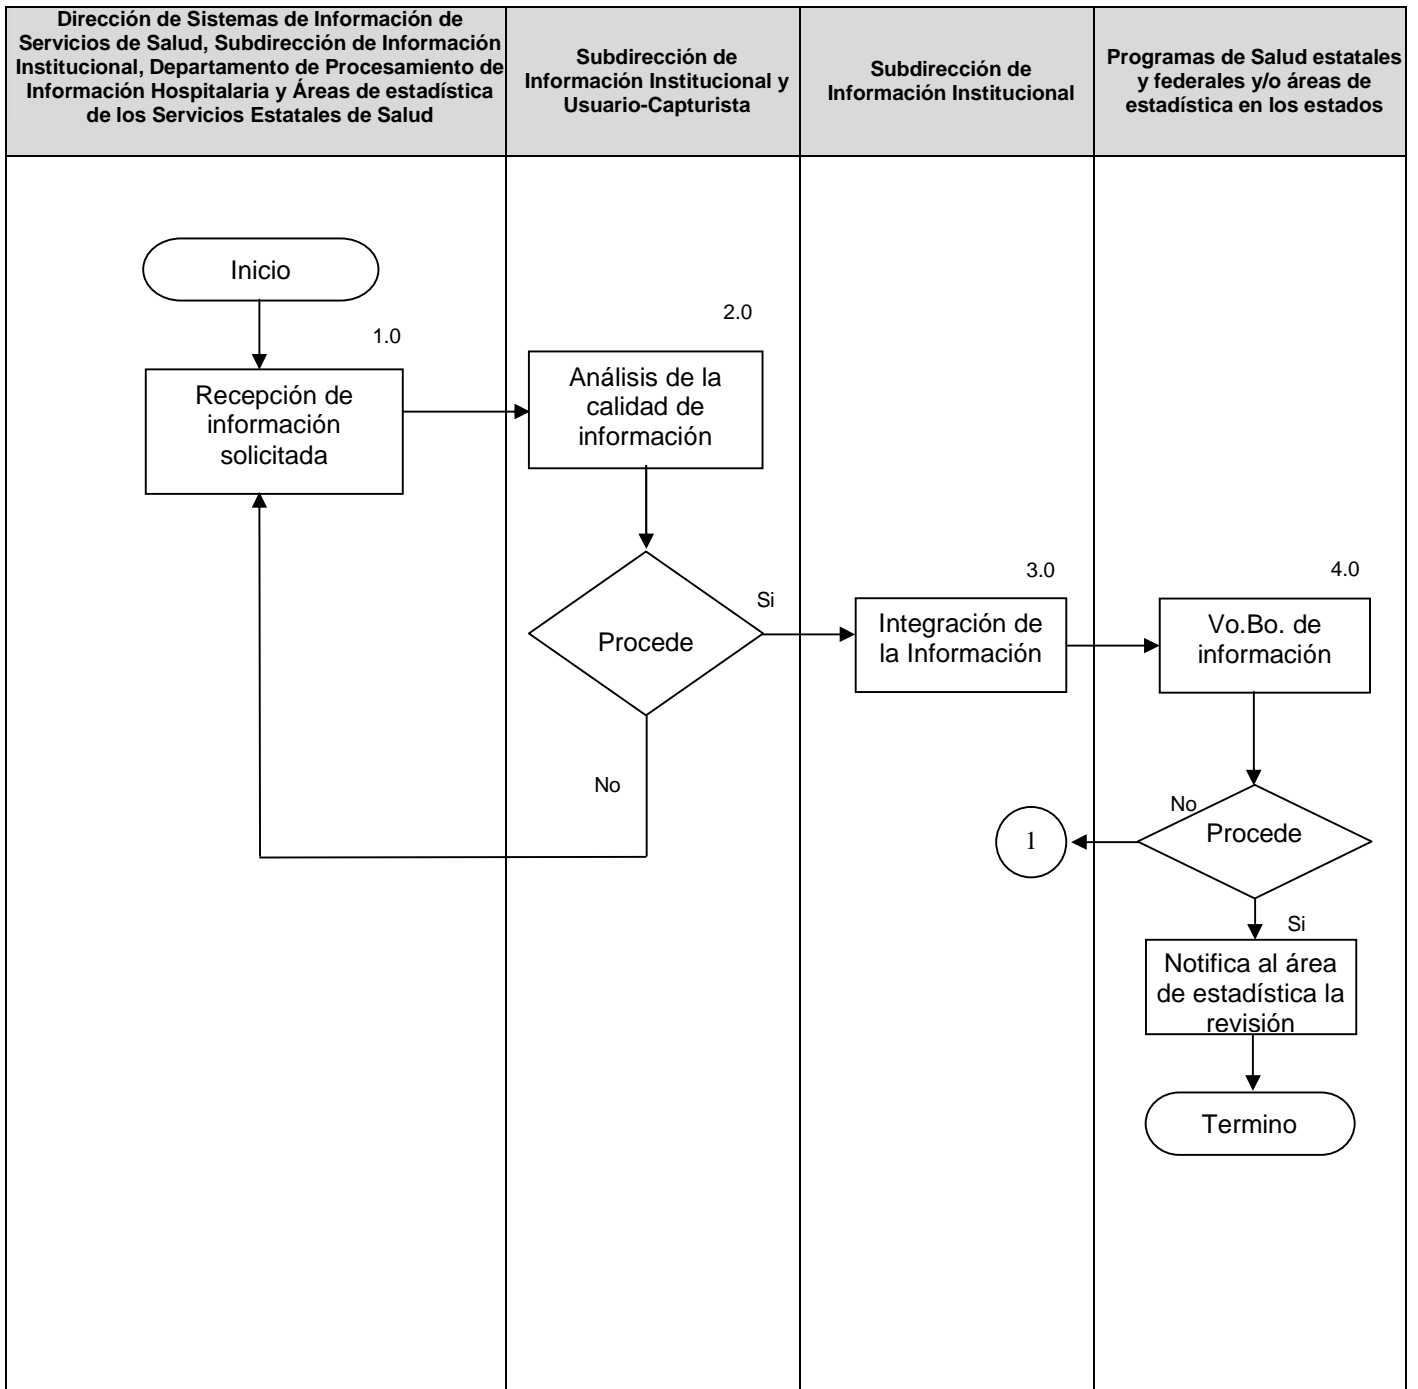 Dirección de Sistemas de Información de
Servicios de Salud, Subdirección de Información
Institucional, Departamento de Procesamiento de
Información Hospitalaria y Áreas de estadística
de los Servicios Estatales de Salud
Subdirección de
Información Institucional y
Usuario-Capturista
Subdirección de
Información Institucional
Programas de Salud estatales
y federales y/o áreas de
estadística en los estados
Inicio
1.0
Recepción de
información
solicitada
2.0
Análisis de la
calidad de
información
Procede
Si
No
3.0
Integración de
la Información
4.0
Vo.Bo. de
información
Procede
No
1
Si
Notifica al área
de estadística la
revisión
Termino